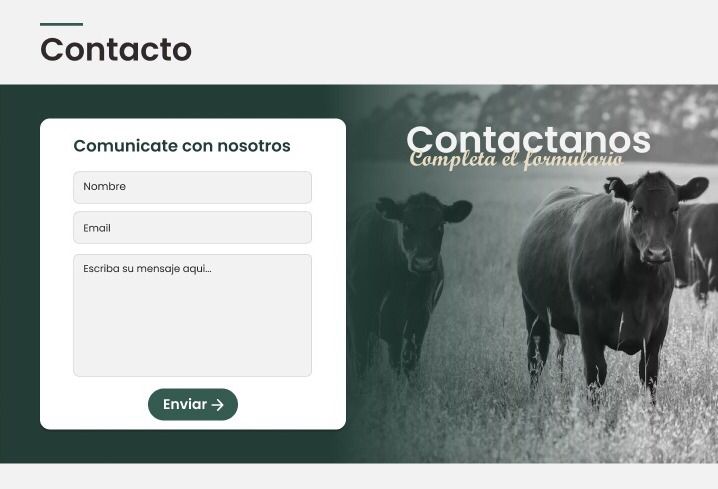 Contacto
Comunicate con nosotros
Nombre
Email
Escriba su mensaje aqui...
Enviar
Contactanos
Completa el formulario